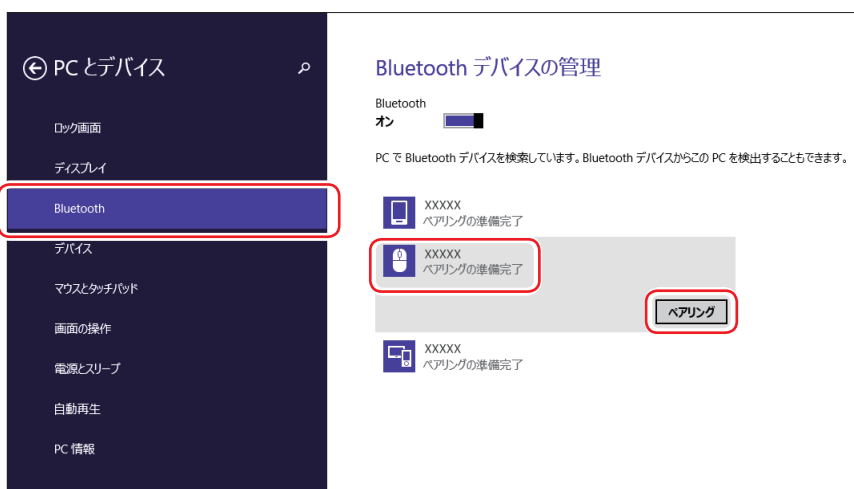 PC とデバイス
ロック画面
ディスプレイ
Bluetooth
デバイス
マウスとタッチパッド
画面の操作
電源とスリープ
自動再生
PC 情報
Bluetooth デバイスの管理
Bluetooth
オン
PC で Bluetooth デバイスを検索しています。Bluetooth デバイスからこの PC を検出することもできます。
XXXXX
ペアリングの準備完了
XXXXX
ペアリングの準備完了
ペアリング
XXXXX
ペアリングの準備完了